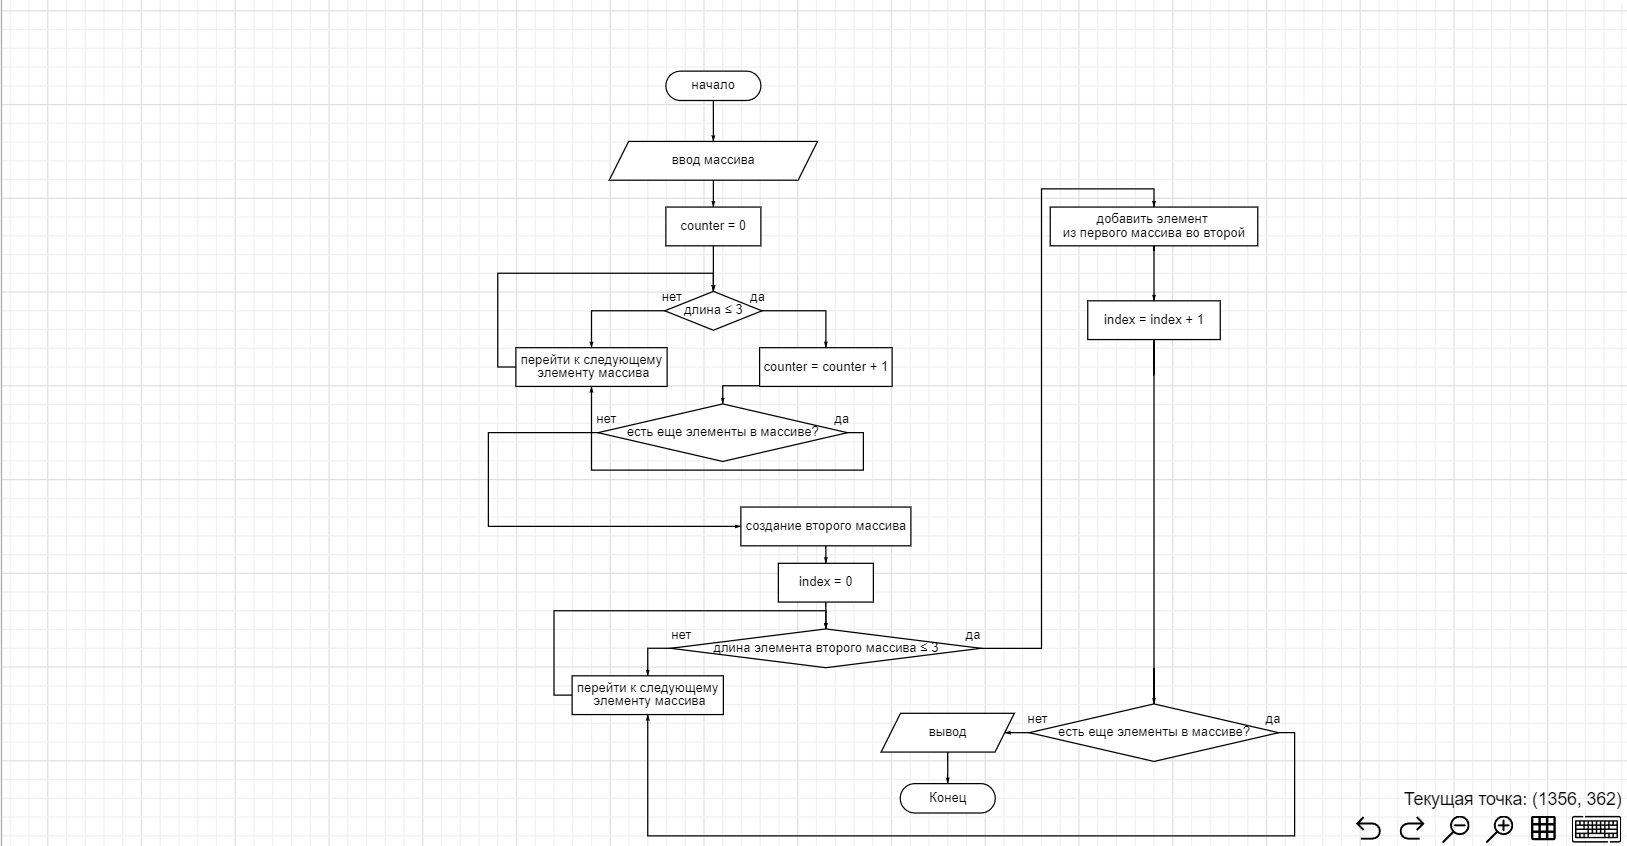 начало
ввод массива
counter = 0
нет
да
длина ≤ 3
перейти к следующему
элементу массива
counter = counter + 1
нет
да
есть еще элементы в массиве?
создание второго массива
index = 0
нет
да
длина элемента второго массива ≤ 3
перейти к следующему
элементу массива
добавить элемент
из первого массива во второй
index = index + 1
нет
да
есть еще элементы в массиве?
вывод
Конец
Текущая точка: (1356, 362)